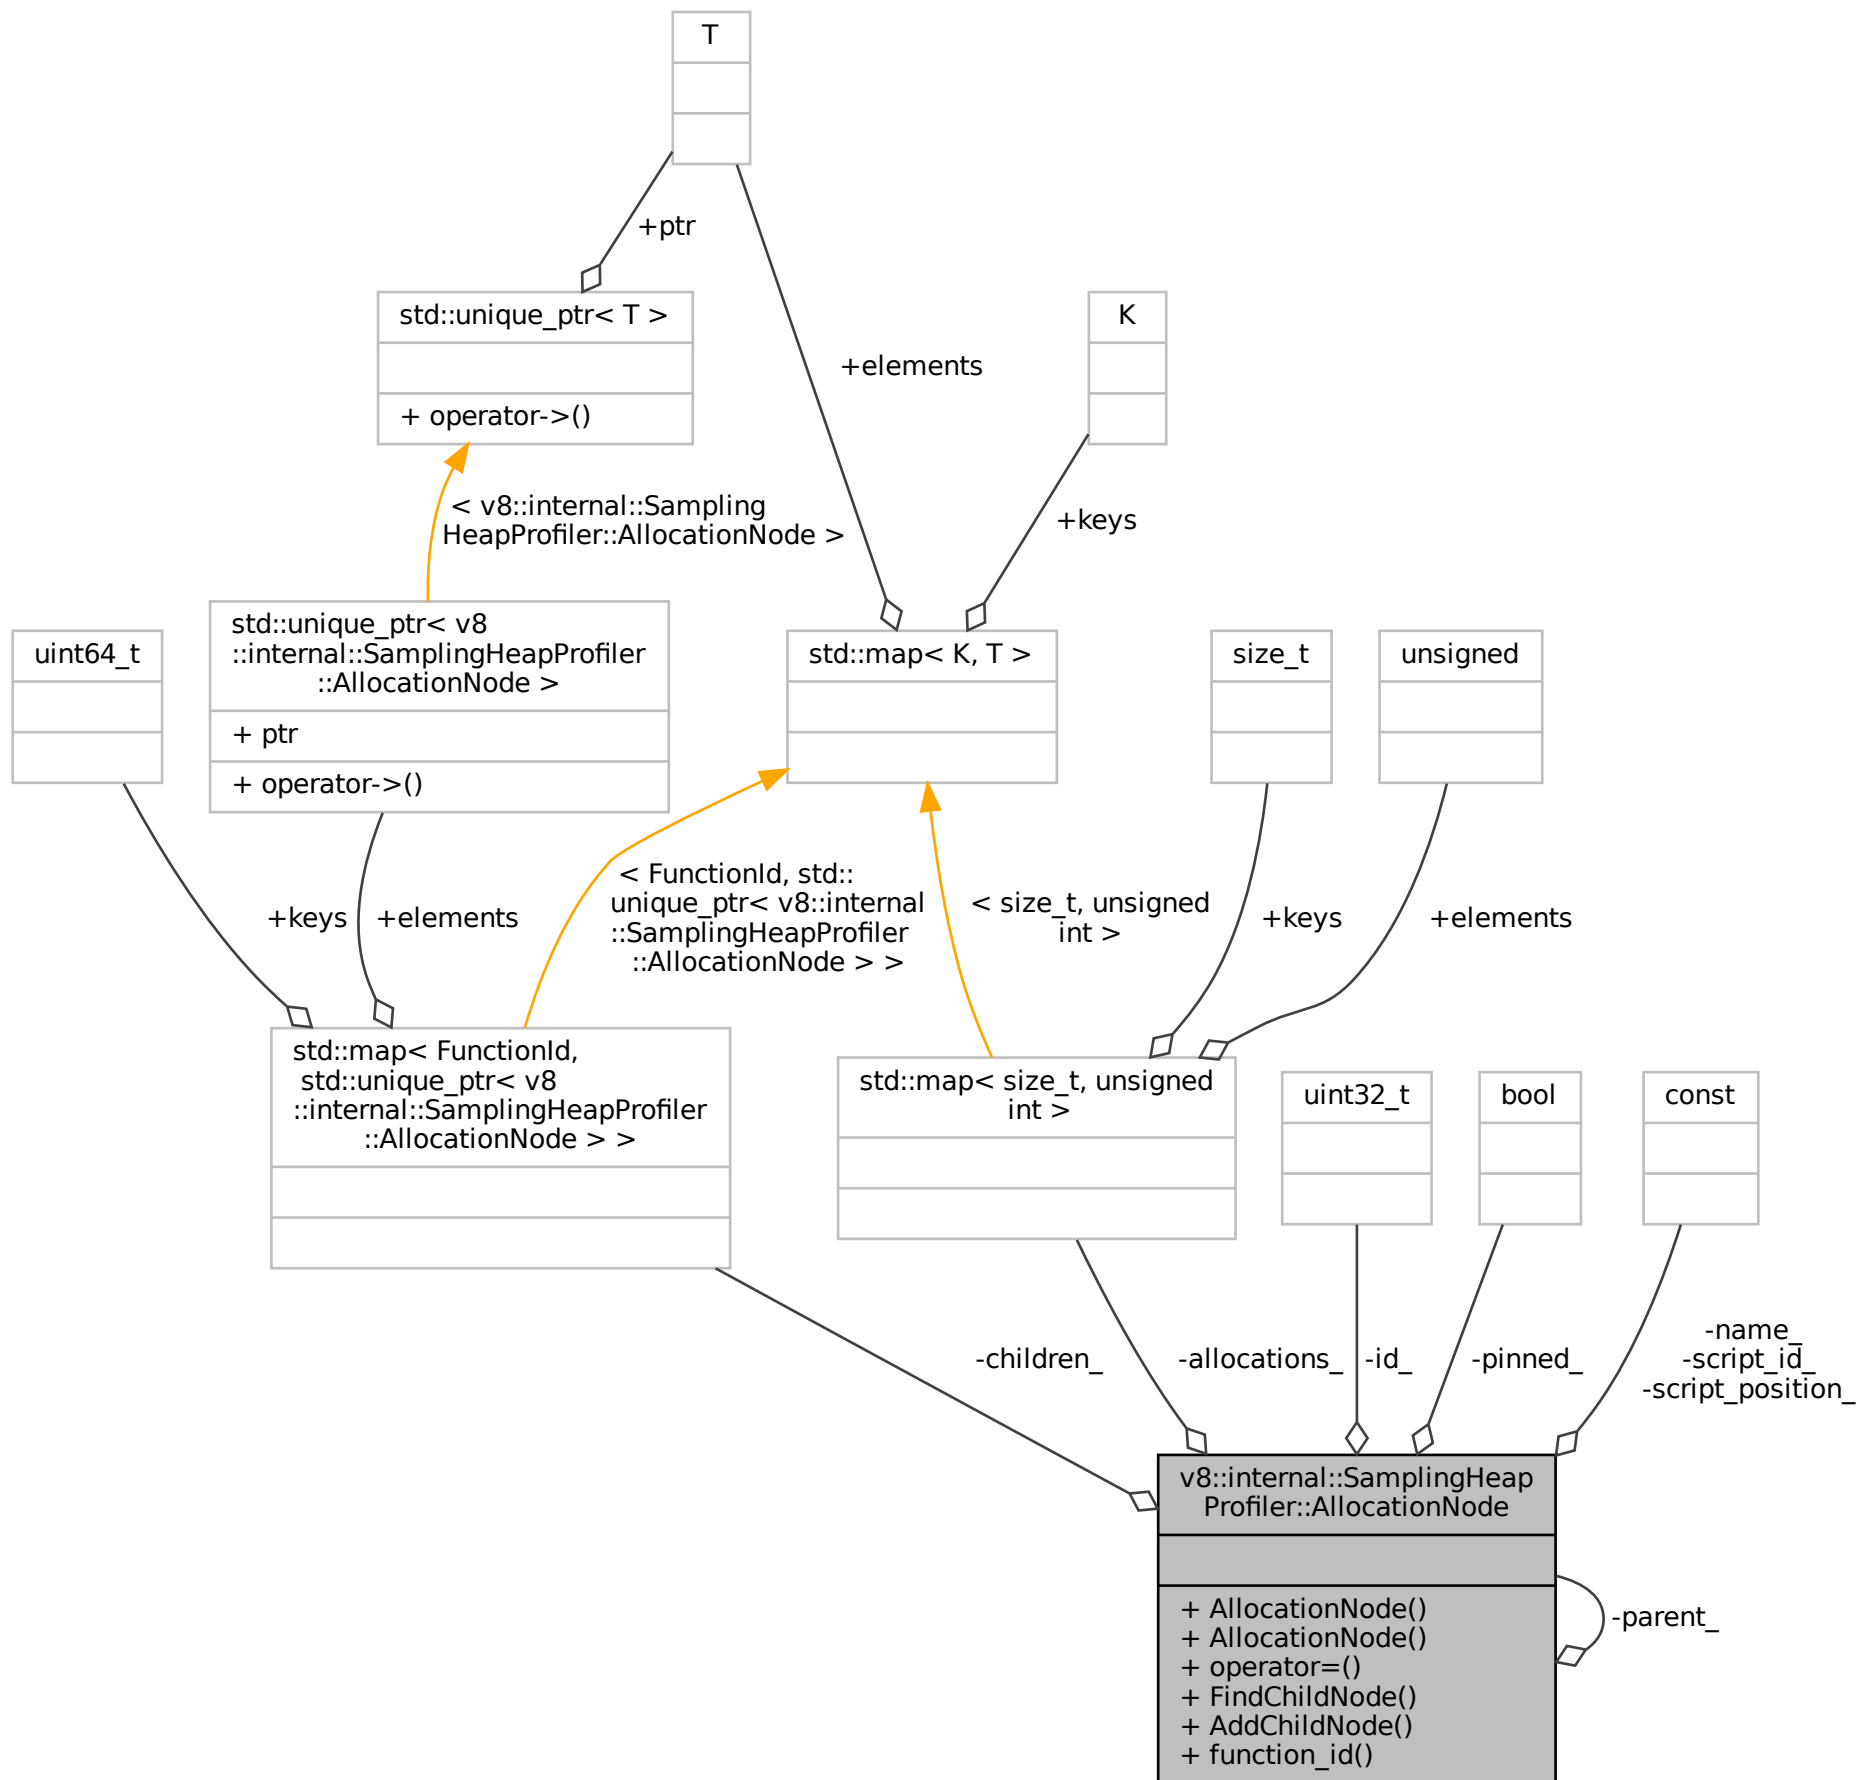 T
+ptr
std::unique_ptr< T >
+ operator->()
+elements
K
+keys
< v8::internal::Sampling
HeapProfiler::AllocationNode >
uint64_t
std::unique_ptr< v8
::internal::SamplingHeapProfiler
::AllocationNode >
+ ptr
+ operator->()
std::map< K, T >
size_t
unsigned
+keys
+elements
< FunctionId, std::
unique_ptr< v8::internal
::SamplingHeapProfiler
::AllocationNode > >
< size_t, unsigned
int >
+keys
+elements
std::map< FunctionId,
std::unique_ptr< v8
::internal::SamplingHeapProfiler
::AllocationNode > >
std::map< size_t, unsigned
int >
uint32_t
bool
const
-children_
-allocations_
-id_
-pinned_
-name_
-script_id_
-script_position_
v8::internal::SamplingHeap
Profiler::AllocationNode
+ AllocationNode()
+ AllocationNode()
+ operator=()
+ FindChildNode()
+ AddChildNode()
+ function_id()
-parent_